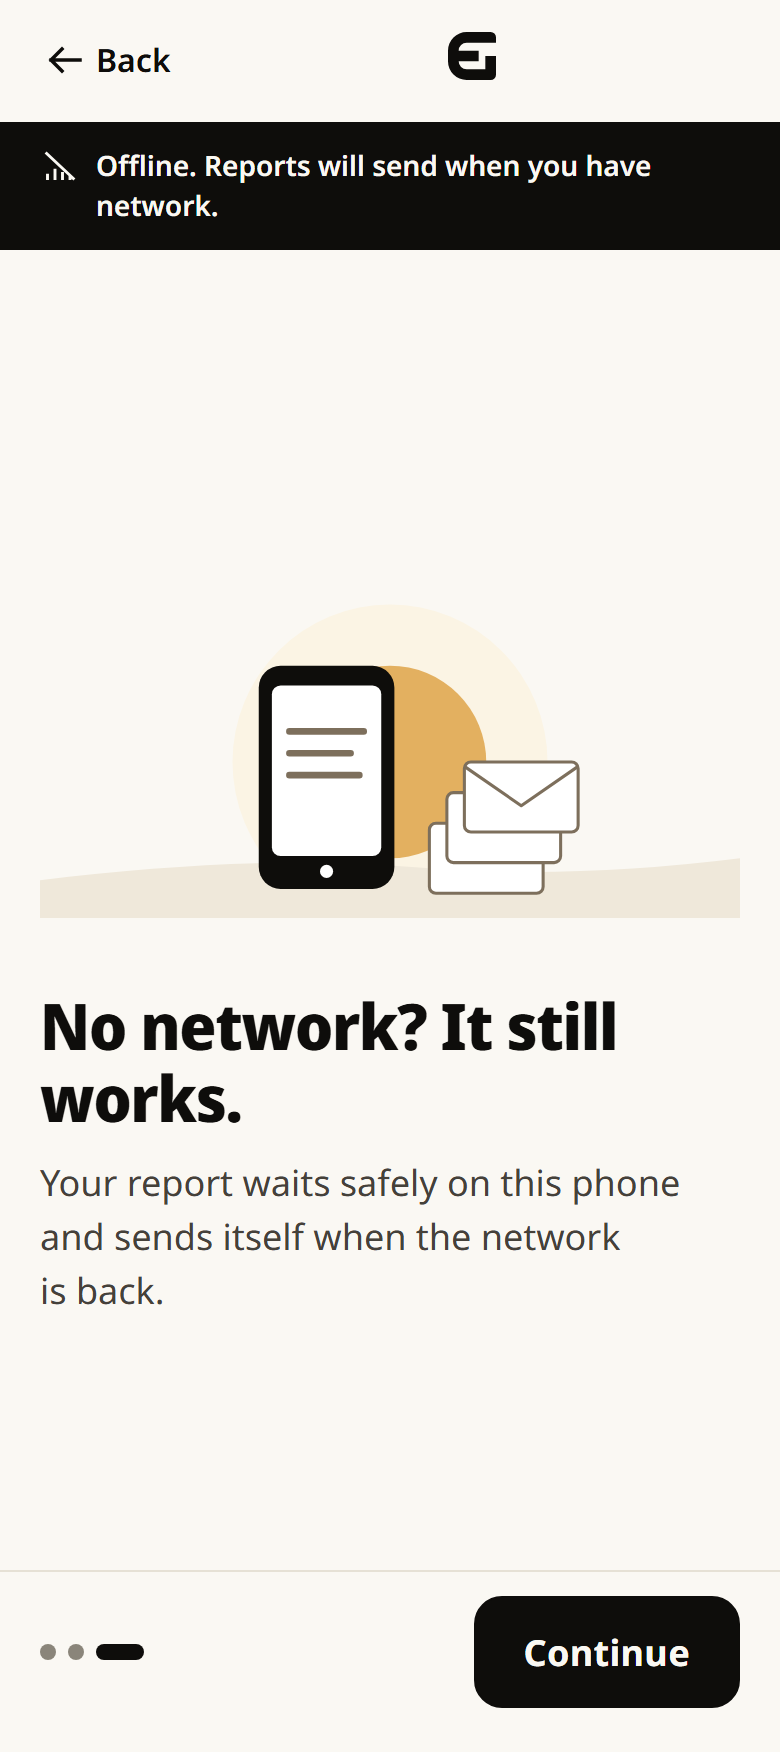 Back
Offline. Reports will send when you have
network.
No network? It still
works.
Your report waits safely on this phone
and sends itself when the network
is back.
Continue